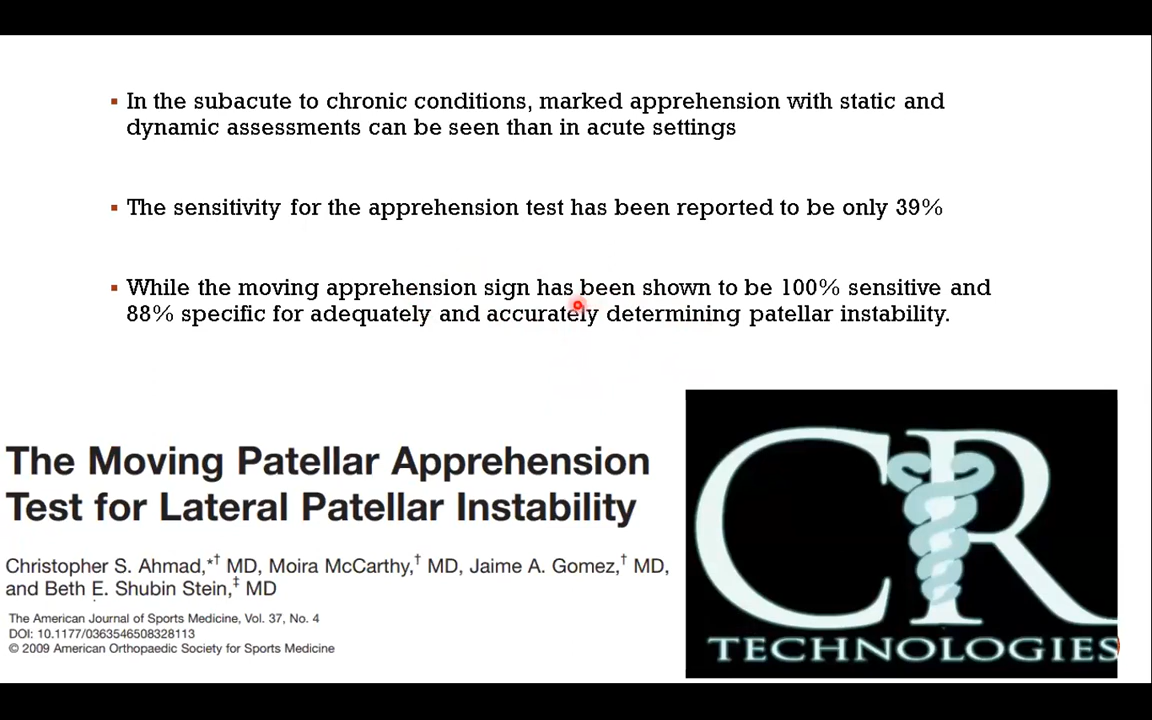 ▪ In the subacute to chronic conditions, marked apprehension with static and
dynamic assessments can be seen than in acute settings
▪ The sensitivity for the apprehension test has been reported to be only 39%
▪ While the moving apprehension sign has been shown to be 100% sensitive and
88% specific for adequately and accurately determining patellar instability.
The Moving Patellar Apprehension
Test for Lateral Patellar Instability
Christopher S. Ahmad,*† MD, Moira McCarthy,† MD, Jaime A. Gomez,† MD,
and Beth E. Shubin Stein,‡ MD
The American Journal of Sports Medicine, Vol. 37, No. 4
DOI: 10.1177/0363546508328113
© 2009 American Orthopaedic Society for Sports Medicine
CR
TECHNOLOGIES